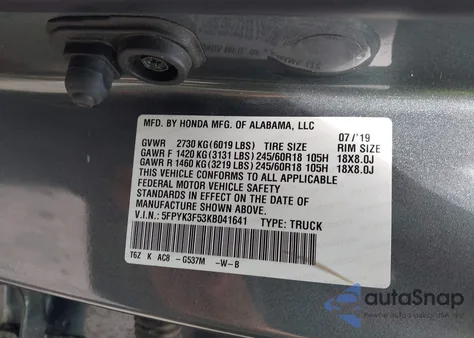 MFD. BY HONDA MFG. OF ALABAMA, LLC
07/'19
GVWR 2730 KG(6019 LBS) TIRE SIZE RIM SIZE
GAWR F 1420 KG(3131 LBS) 245/60R18 105H 18X8.0J
GAWR R 1460 KG(3219 LBS) 245/60R18 105H 18X8.0J
THIS VEHICLE CONFORMS TO ALL APPLICABLE
FEDERAL MOTOR VEHICLE SAFETY
STANDARDS IN EFFECT ON THE DATE OF
MANUFACTURE SHOWN ABOVE.
V.I.N.: 5FPYK3F53KB041641 TYPE: TRUCK
T6Z K AC8 -G537M -W-B
autoSnap